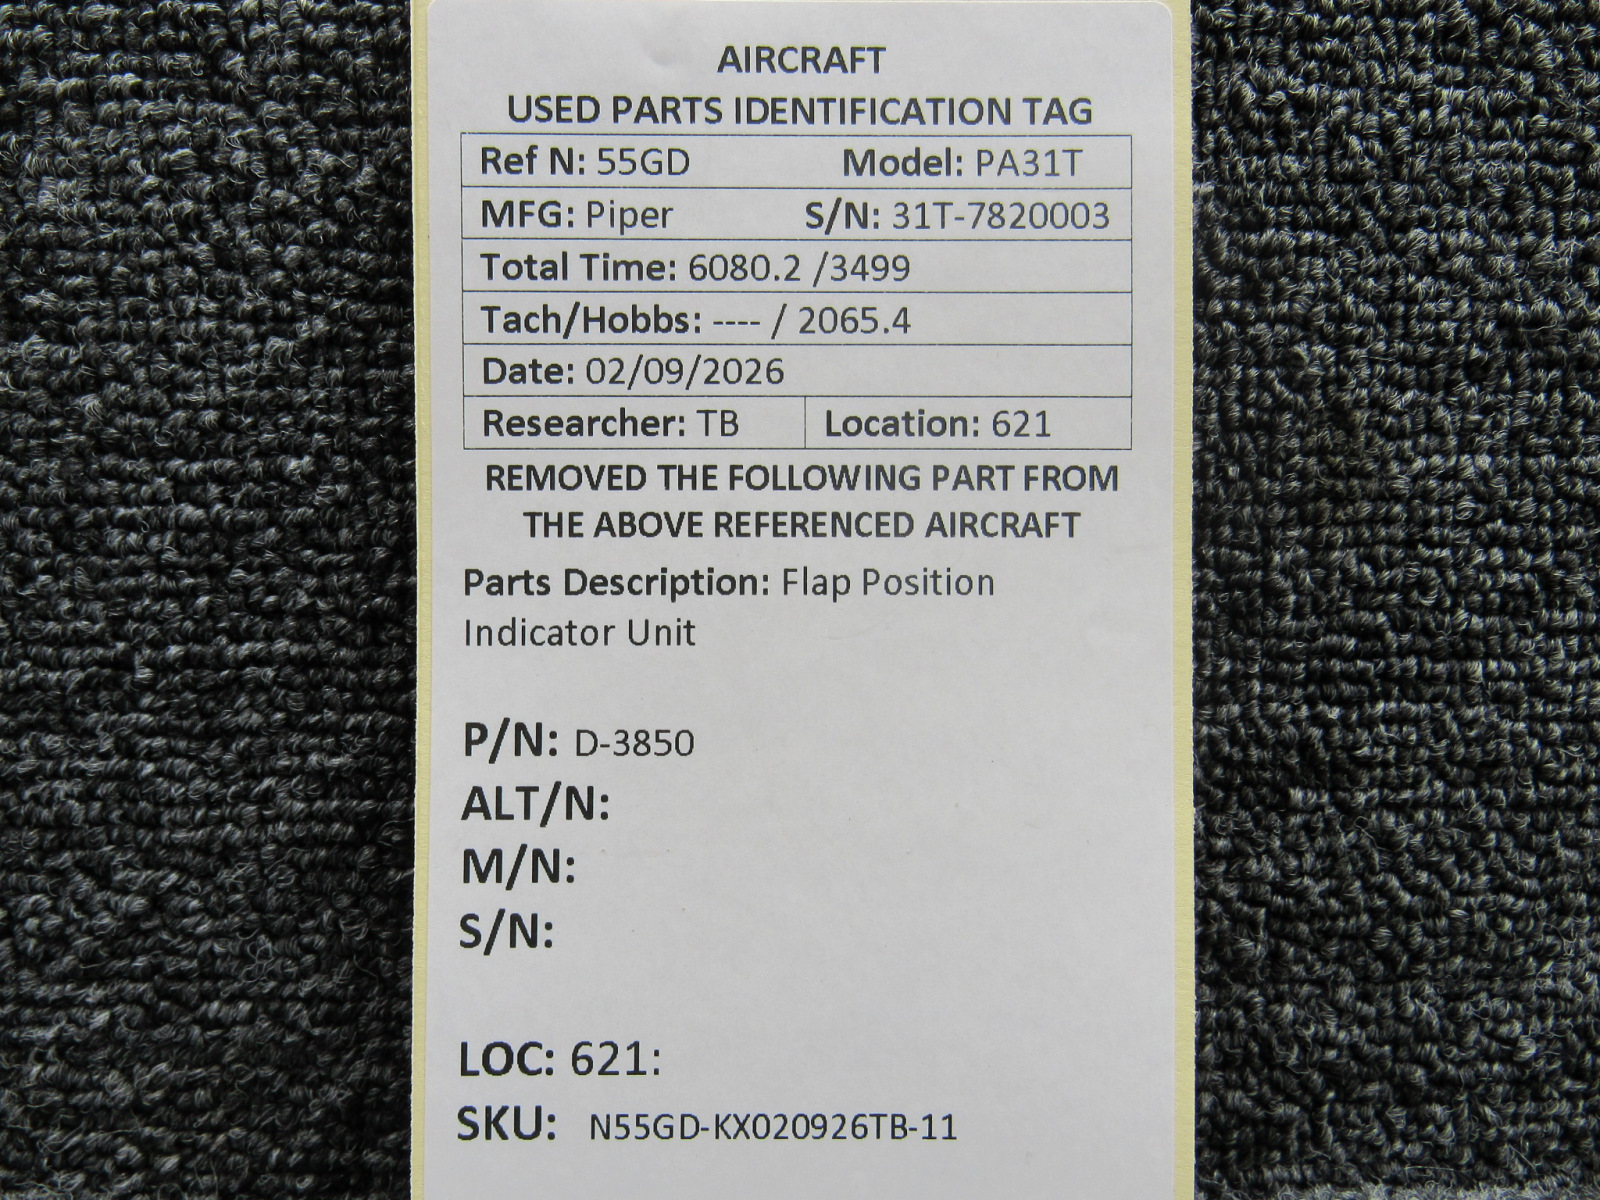 AIRCRAFT
USED PARTS IDENTIFICATION TAG
Ref N: 55GD Model: PA31T
MFG: Piper S/N: 31T-7820003
Total Time: 6080.2 /3499
Tach/Hobbs: ---- / 2065.4
Date: 02/09/2026
Researcher: TB Location: 621
REMOVED THE FOLLOWING PART FROM
THE ABOVE REFERENCED AIRCRAFT
Parts Description: Flap Position
Indicator Unit
P/N: D-3850
ALT/N:
M/N:
S/N:
LOC: 621:
SKU: N55GD-KX020926TB-11